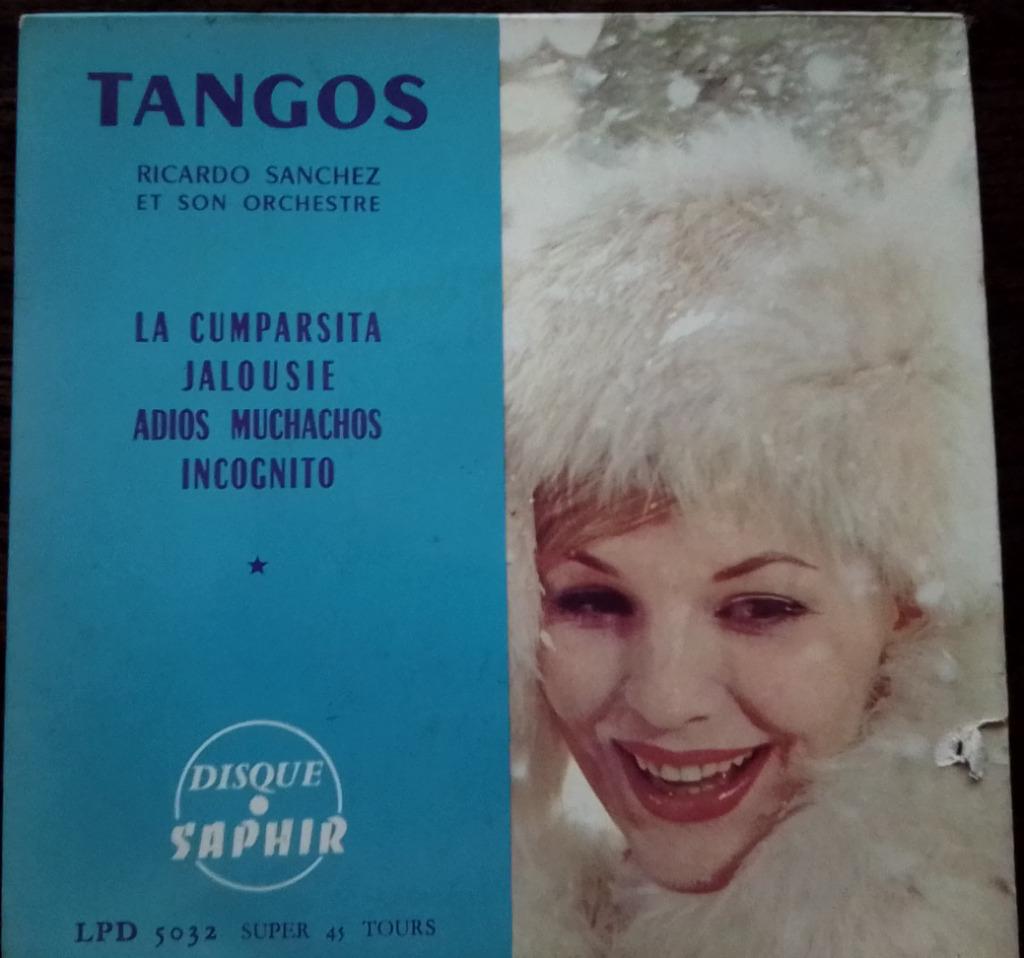 TANGOS
RICARDO SANCHEZ
ET SON ORCHESTRE
LA CUMPARSITA
JALOUSIE
ADIOS MUCHACHOS
INCOGNITO
DISQUE
SAPHIR
LPD 5032 SUPER 45 TOURS